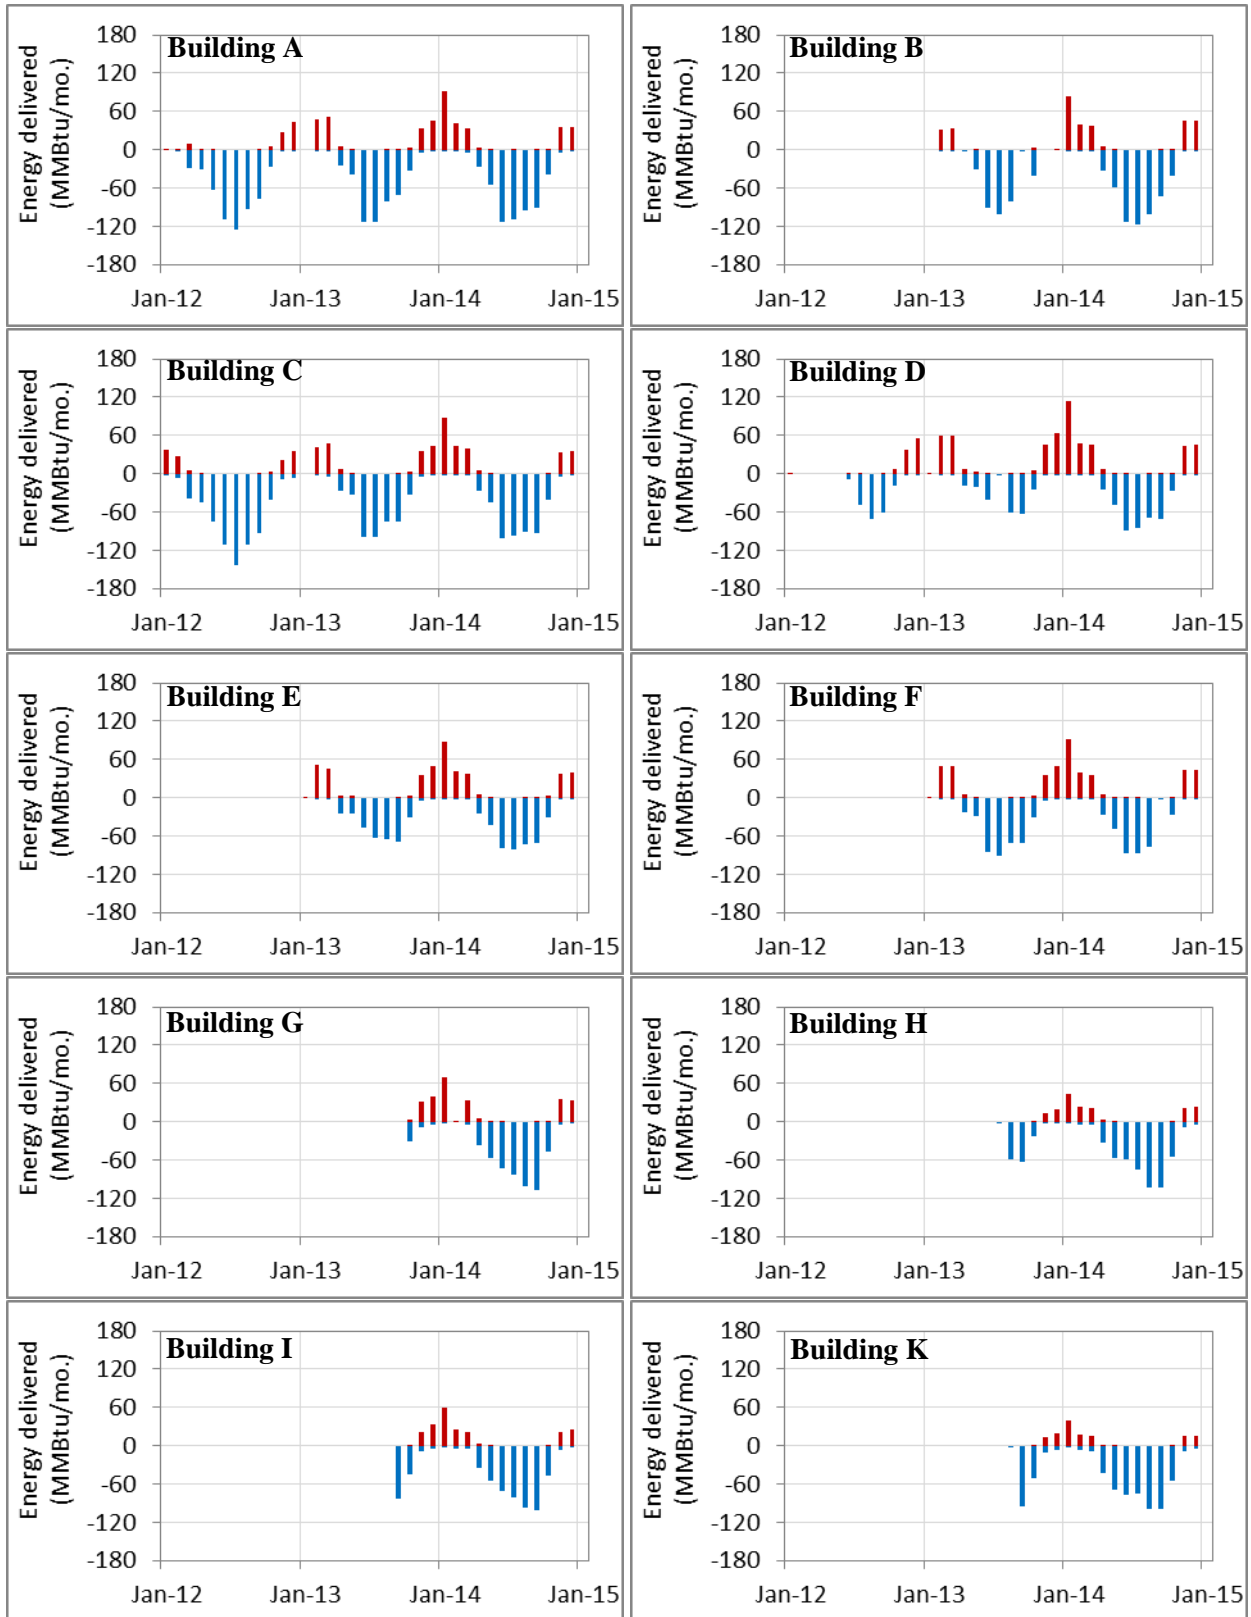 Building A
Energy delivered
(MMBtu/mo.)
180
120
60
0
-60
-120
-180
Jan-12
Jan-13
Jan-14
Jan-15
Building B
Energy delivered
(MMBtu/mo.)
180
120
60
0
-60
-120
-180
Jan-12
Jan-13
Jan-14
Jan-15
Building C
Energy delivered
(MMBtu/mo.)
180
120
60
0
-60
-120
-180
Jan-12
Jan-13
Jan-14
Jan-15
Building D
Energy delivered
(MMBtu/mo.)
180
120
60
0
-60
-120
-180
Jan-12
Jan-13
Jan-14
Jan-15
Building E
Energy delivered
(MMBtu/mo.)
180
120
60
0
-60
-120
-180
Jan-12
Jan-13
Jan-14
Jan-15
Building F
Energy delivered
(MMBtu/mo.)
180
120
60
0
-60
-120
-180
Jan-12
Jan-13
Jan-14
Jan-15
Building G
Energy delivered
(MMBtu/mo.)
180
120
60
0
-60
-120
-180
Jan-12
Jan-13
Jan-14
Jan-15
Building H
Energy delivered
(MMBtu/mo.)
180
120
60
0
-60
-120
-180
Jan-12
Jan-13
Jan-14
Jan-15
Building I
Energy delivered
(MMBtu/mo.)
180
120
60
0
-60
-120
-180
Jan-12
Jan-13
Jan-14
Jan-15
Building K
Energy delivered
(MMBtu/mo.)
180
120
60
0
-60
-120
-180
Jan-12
Jan-13
Jan-14
Jan-15